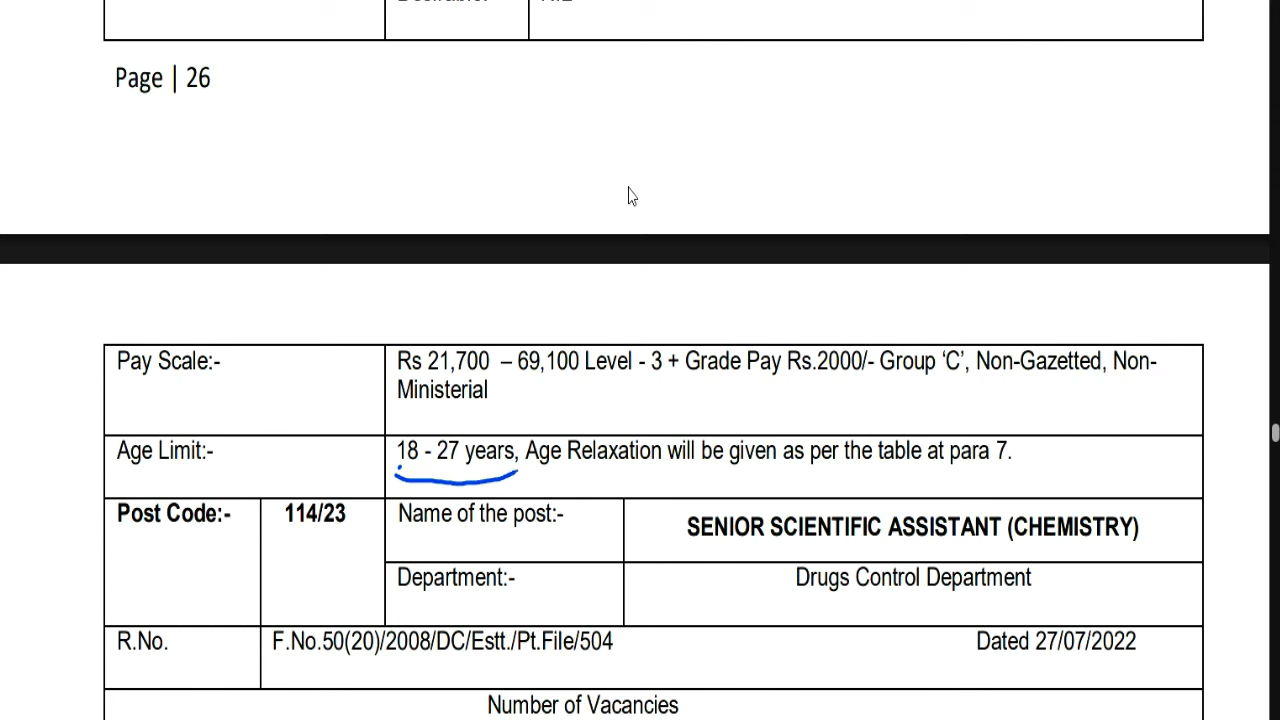 Page | 26
Pay Scale:-
Rs 21,700 – 69,100 Level - 3 + Grade Pay Rs.2000/- Group ‘C’, Non-Gazetted, Non-
Ministerial
Age Limit:-
18 - 27 years, Age Relaxation will be given as per the table at para 7.
Post Code:-
114/23
Name of the post:-
SENIOR SCIENTIFIC ASSISTANT (CHEMISTRY)
Department:-
Drugs Control Department
R.No.
F.No.50(20)/2008/DC/Estt./Pt.File/504
Dated 27/07/2022
Number of Vacancies